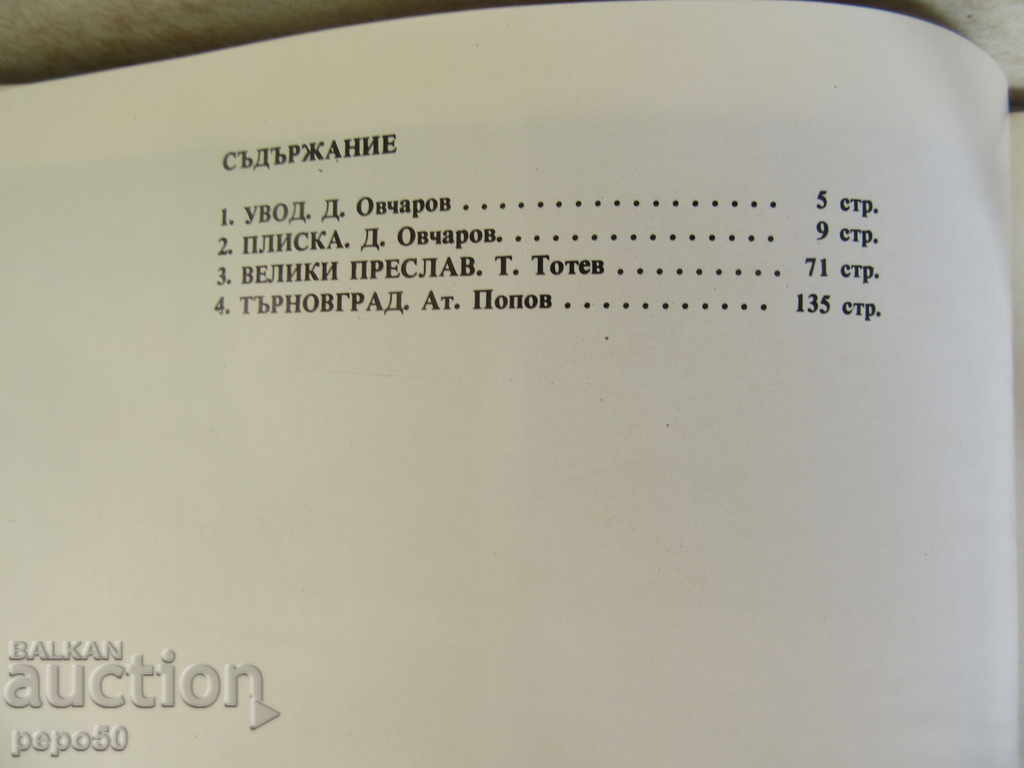 СЪДЪРЖАНИЕ
1. УВОД. Д. Овчаров . . . . . . . . . . . . . . . . . . 5 стр.
2. ПЛИСКА. Д. Овчаров. . . . . . . . . . . . . . . . 9 стр.
3. ВЕЛИКИ ПРЕСЛАВ. Т. Тотев . . . . . . . . . 71 стр.
4. ТЪРНОВГРАД. Ат. Попов . . . . . . . . . . . . 135 стр.
BALKAN
auction
pepo50